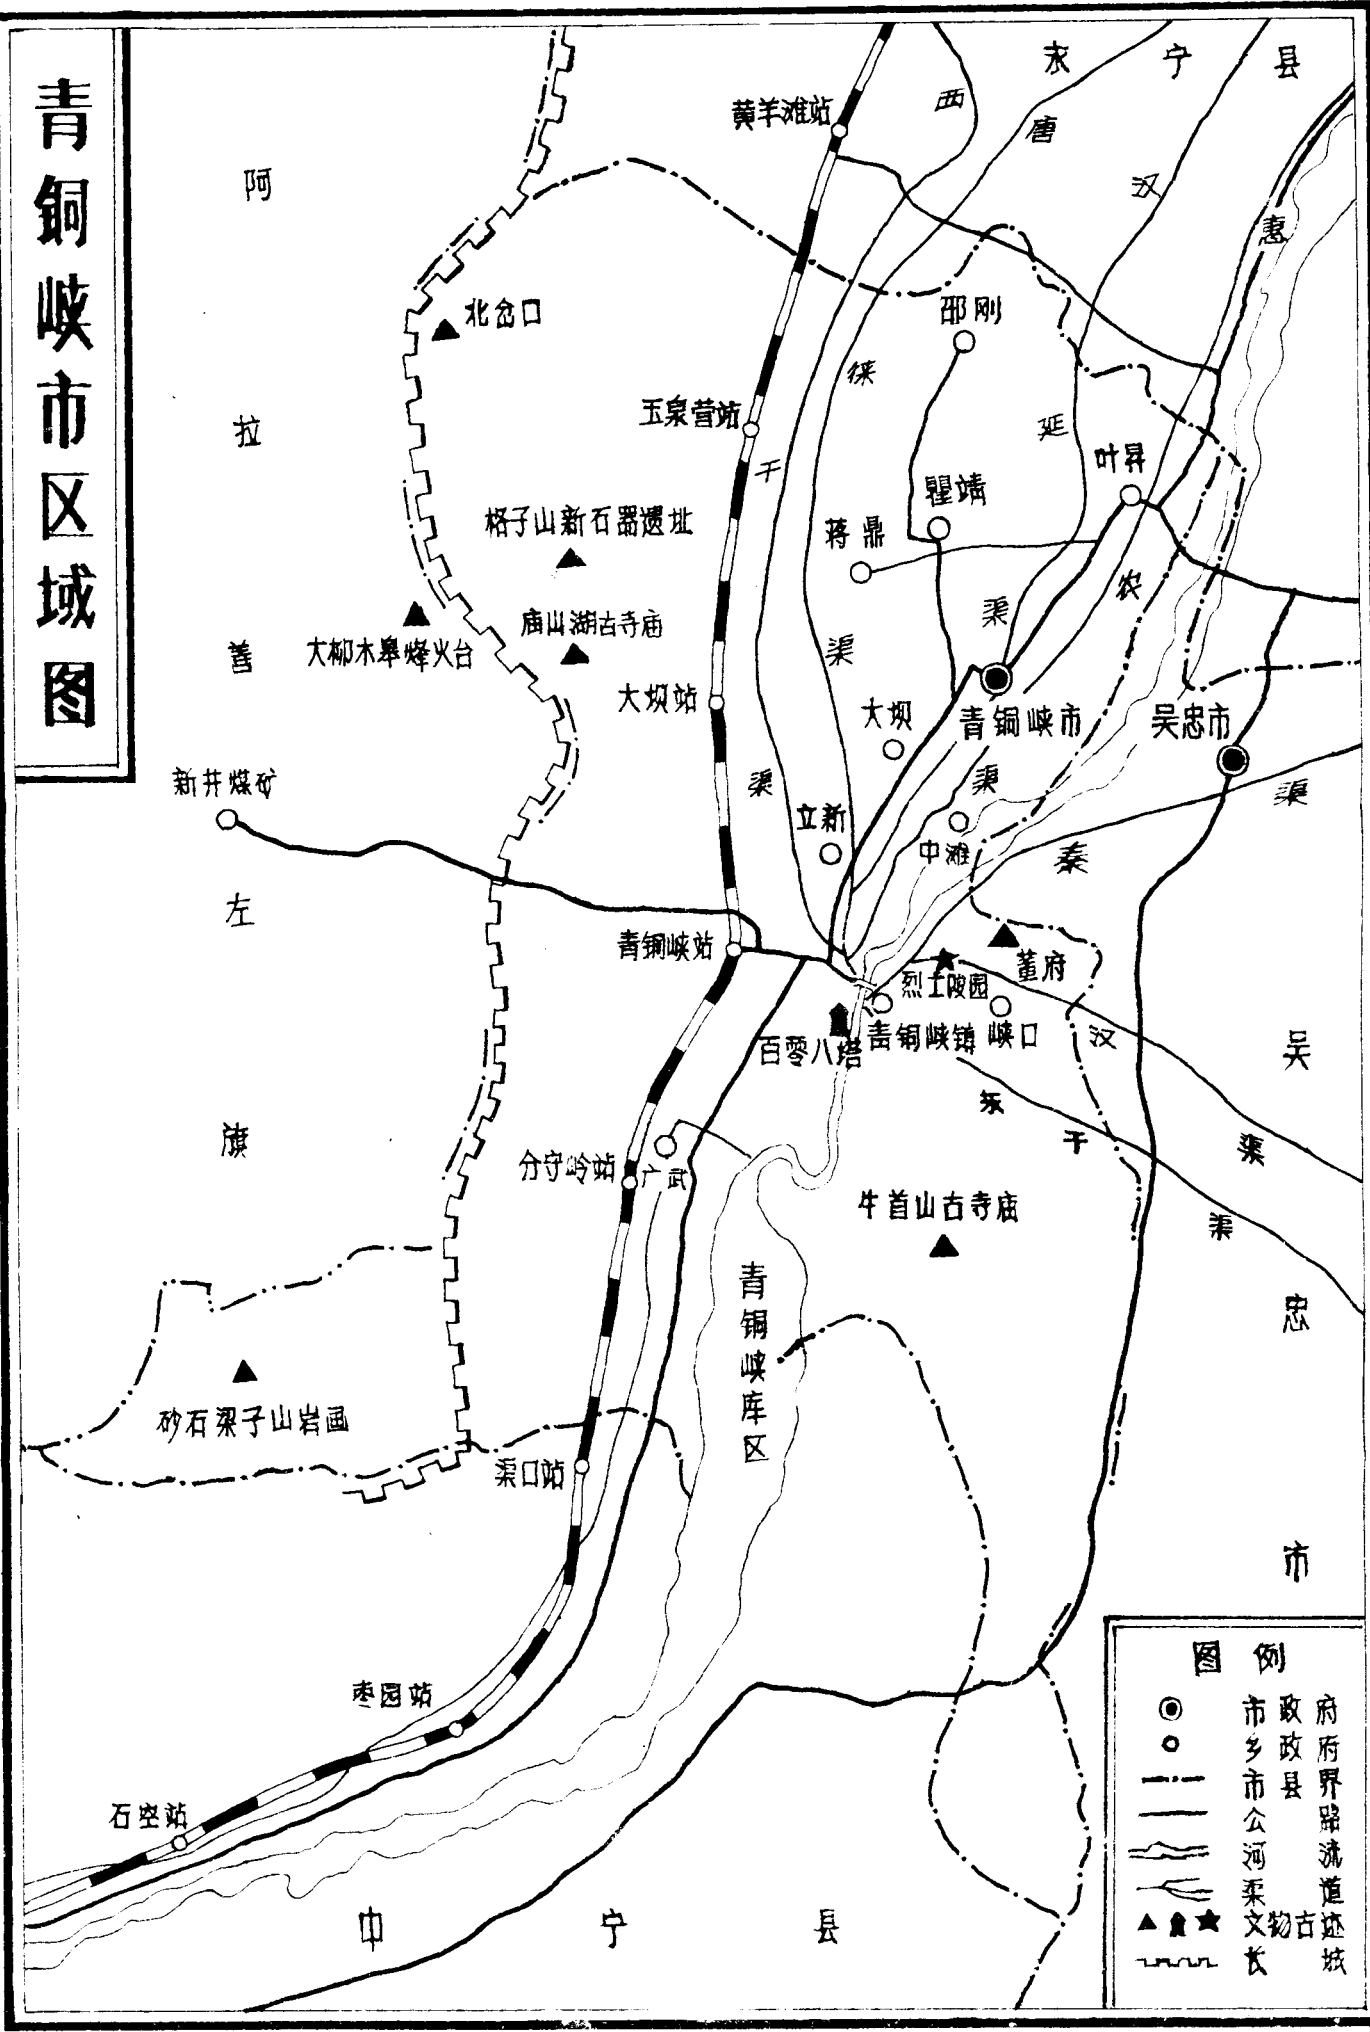 青铜峡市区域图
永宁县
黄羊滩站
西干渠
唐徕渠
汉延渠
惠农渠
阿拉善左旗
北岔口
邵刚
玉泉营站
叶昇
瞿靖
格子山新石器遗址
蒋鼎
庙山湖古寺庙
大柳木皋烽火台
大坝站
大坝
青铜峡市
吴忠市
新井煤矿
立新
中滩
秦渠
青铜峡站
董府
烈士陵园
百零八塔
青铜峡镇
峡口
汉渠
东干渠
吴忠市
分守岭站
广武
牛首山古寺庙
青铜峡库区
砂石梁子山岩画
渠口站
枣园站
石空站
中宁县
图例
市政府
乡政府
市县界
公路
河流
渠道
文物古迹
长城